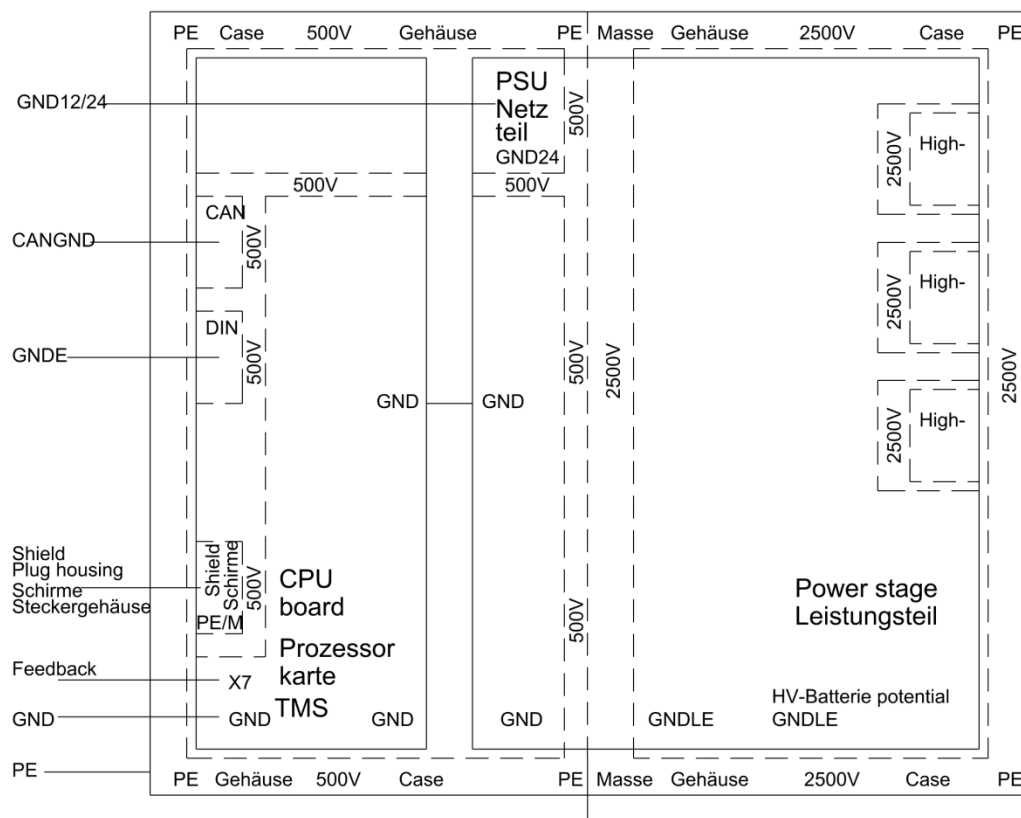 PE Case 500V Gehäuse PE Masse Gehäuse 2500V Case PE
GND12/24
PSU
Netz
teil
GND24
500V
500V
500V
CAN
CANGND
500V
DIN
GNDE
500V
GND
GND
500V
2500V
High-
2500V
High-
2500V
High-
2500V
2500V
Shield
Plug housing
Schirme
Steckergehäuse
Shield
Schirme
PE/M
500V
CPU
board
Prozessor
karte
TMS
500V
Power stage
Leistungsteil
Feedback
X7
HV-Batterie potential
GND
GND
GND
GND
GNDLE
GNDLE
PE
PE Gehäuse 500V Case PE Masse Gehäuse 2500V Case PE